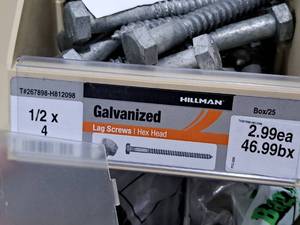 T#267898-H812098
HILLMAN
1/2 x
4
Galvanized
Lag Screws | Hex Head
Box/25
2.99ea
46.99bx